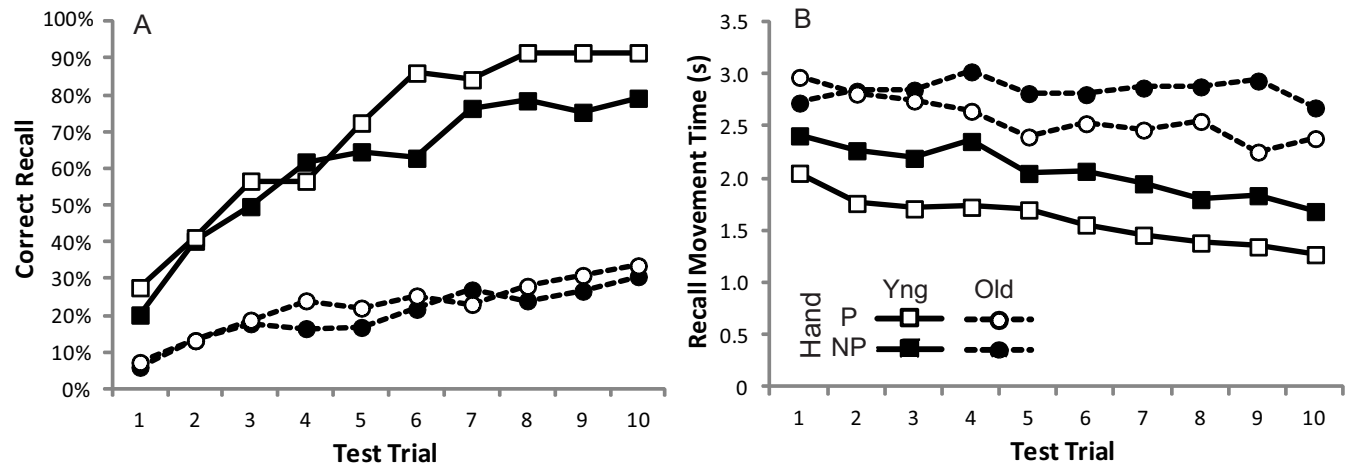 A
Correct Recall
100%
90%
80%
70%
60%
50%
40%
30%
20%
10%
0%
1 2 3 4 5 6 7 8 9 10
Test Trial
B
Recall Movement Time (s)
3.5
3.0
2.5
2.0
1.5
1.0
0.5
0
Yng Old
Hand
P
NP
1 2 3 4 5 6 7 8 9 10
Test Trial